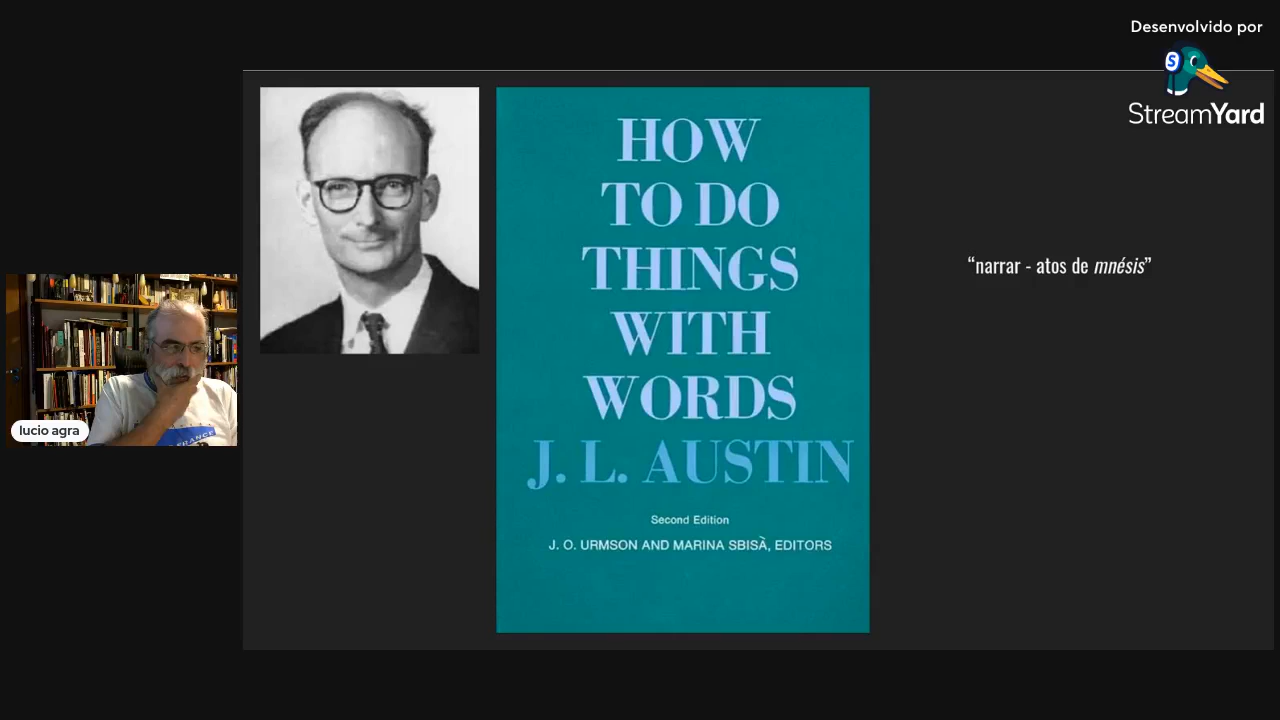 Desenvolvido por
StreamYard
HOW
TO DO
THINGS
WITH
WORDS
J. L. AUSTIN
Second Edition
J. O. URMSON AND MARINA SBISÀ, EDITORS
“narrar - atos de mnésis”
lucio agra